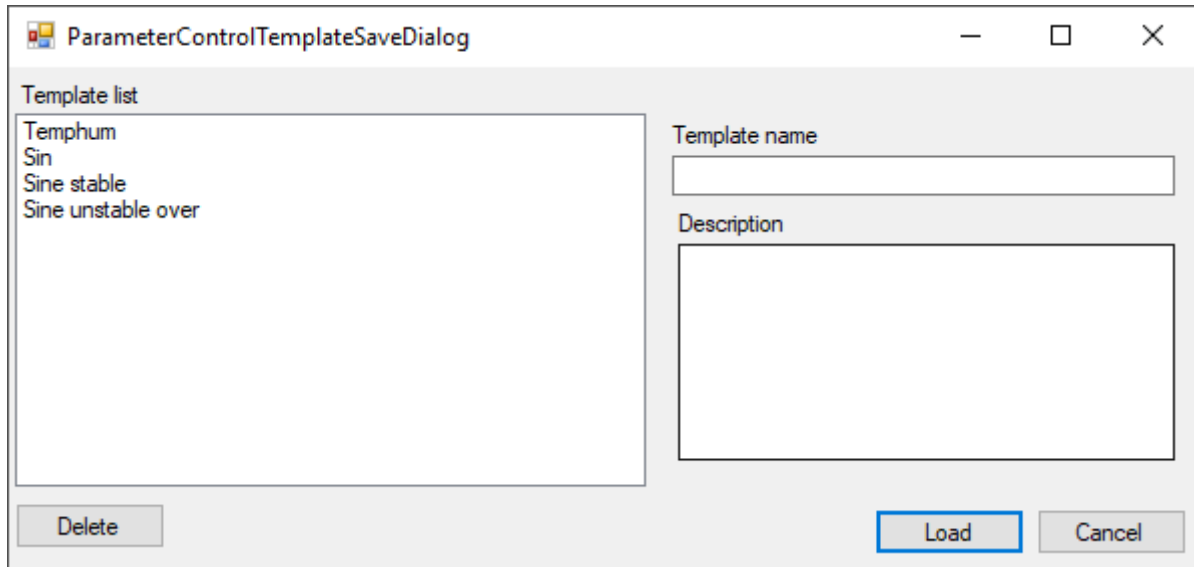 ParameterControlTemplateSaveDialog
Template list
Temphum
Sin
Sine stable
Sine unstable over
Template name
Description
Delete
Load
Cancel